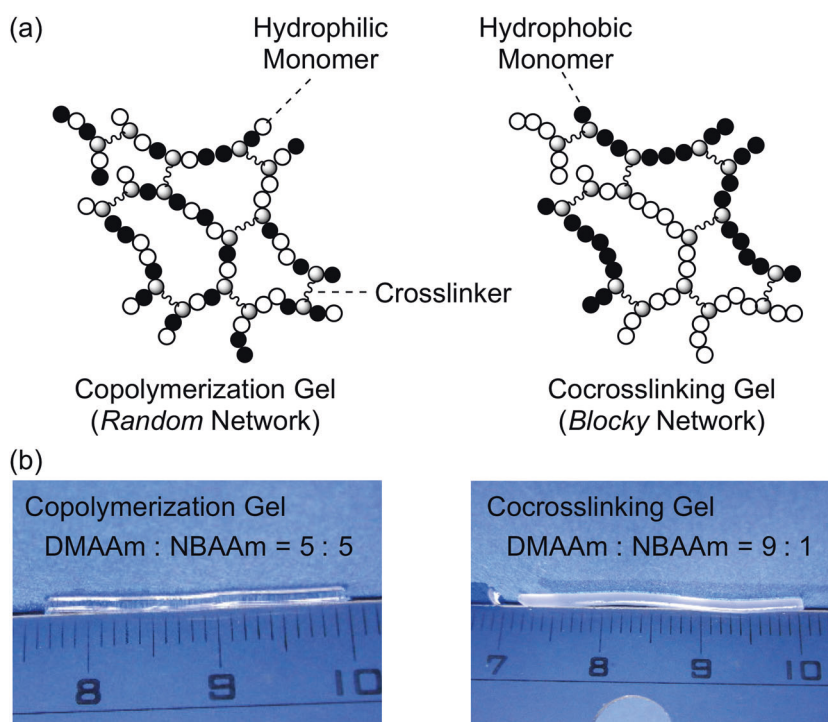 (a)
Hydrophilic
Monomer
Hydrophobic
Monomer
Crosslinker
Copolymerization Gel
(Random Network)
Cocrosslinking Gel
(Blocky Network)
(b)
Copolymerization Gel
DMAAm : NBAAm = 5 : 5
8 9 10
Cocrosslinking Gel
DMAAm : NBAAm = 9 : 1
7 8 9 10